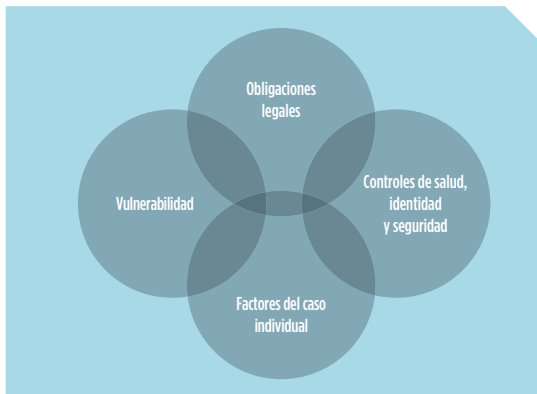 Obligaciones
legales
Vulnerabilidad
Controles de salud,
identidad
y seguridad
Factores del caso
individual